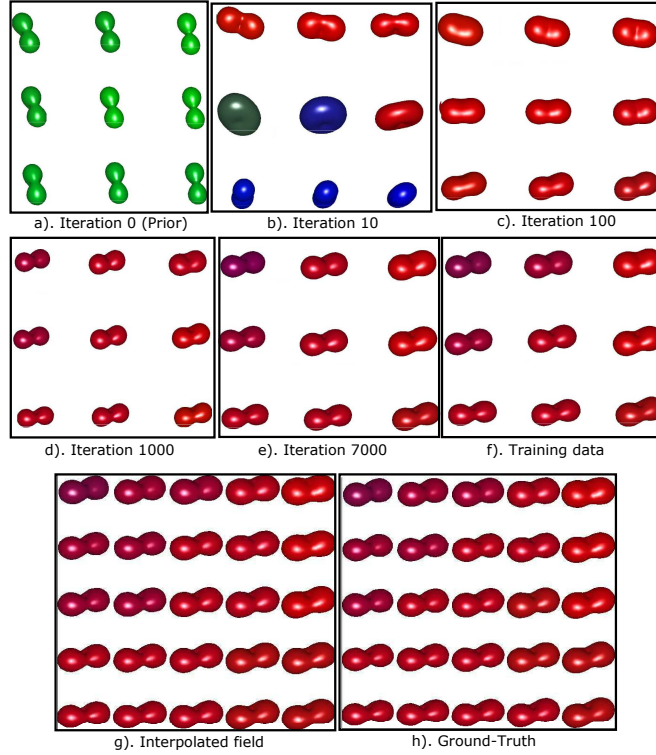 a). Iteration 0 (Prior)
b). Iteration 10
c). Iteration 100
d). Iteration 1000
e). Iteration 7000
f). Training data
g). Interpolated field
h). Ground-Truth